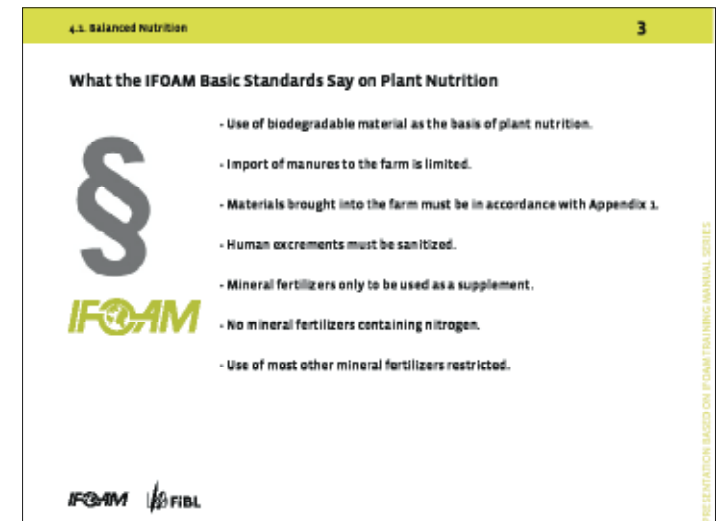 4.1. Balanced Nutrition
3
What the IFOAM Basic Standards Say on Plant Nutrition
§
- Use of biodegradable material as the basis of plant nutrition.
- Import of manures to the farm is limited.
- Materials brought into the farm must be in accordance with Appendix 1.
- Human excrements must be sanitized.
- Mineral fertilizers only to be used as a supplement.
IFOAM
- No mineral fertilizers containing nitrogen.
- Use of most other mineral fertilizers restricted.
PRESENTATION BASED ON IFOAM TRAINING MANUAL SERIES
IFOAM FiBL